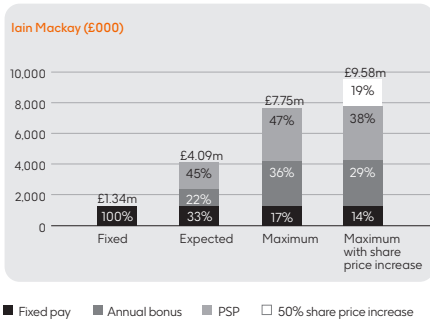 Iain Mackay (£000)
10,000
8,000
6,000
4,000
2,000
0
£1.34m
100%
Fixed
£4.09m
45%
22%
33%
Expected
£7.75m
47%
36%
17%
Maximum
£9.58m
19%
38%
29%
14%
Maximum
with share
price increase
Fixed pay
Annual bonus
PSP
50% share price increase